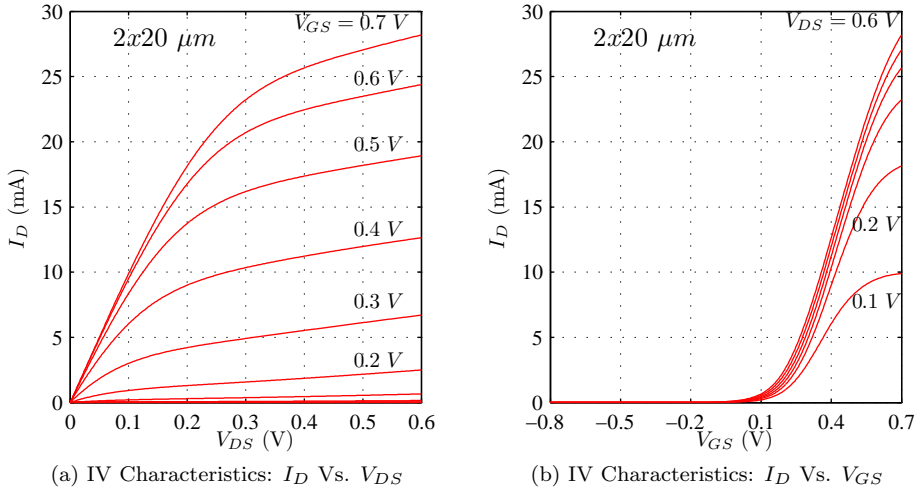 2x20 μm
V_GS = 0.7 V
0.6 V
0.5 V
0.4 V
0.3 V
0.2 V
30
25
20
15
10
5
0
I_D (mA)
0 0.1 0.2 0.3 0.4 0.5 0.6
V_DS (V)
(a) IV Characteristics: I_D Vs. V_DS
2x20 μm
V_DS = 0.6 V
0.2 V
0.1 V
30
25
20
15
10
5
0
I_D (mA)
−0.8 −0.5 −0.2 0.1 0.4 0.7
V_GS (V)
(b) IV Characteristics: I_D Vs. V_GS